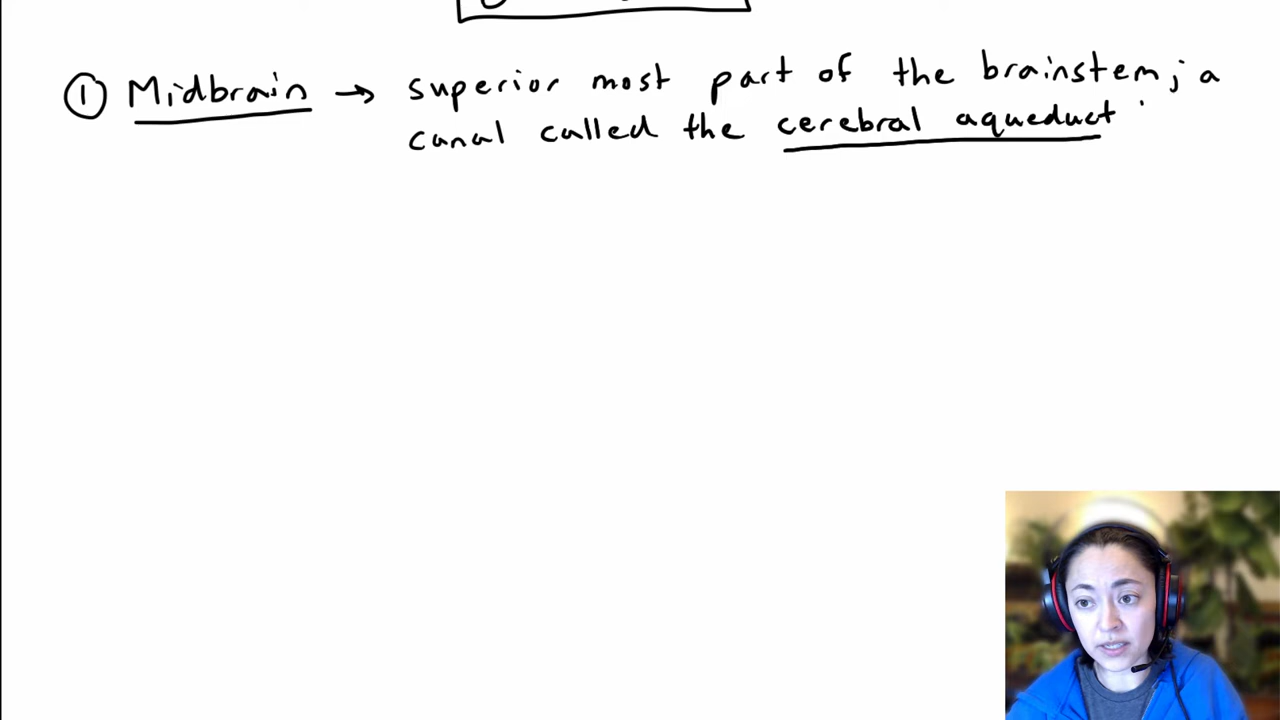 ① Midbrain → superior most part of the brainstem; a
canal called the cerebral aqueduct